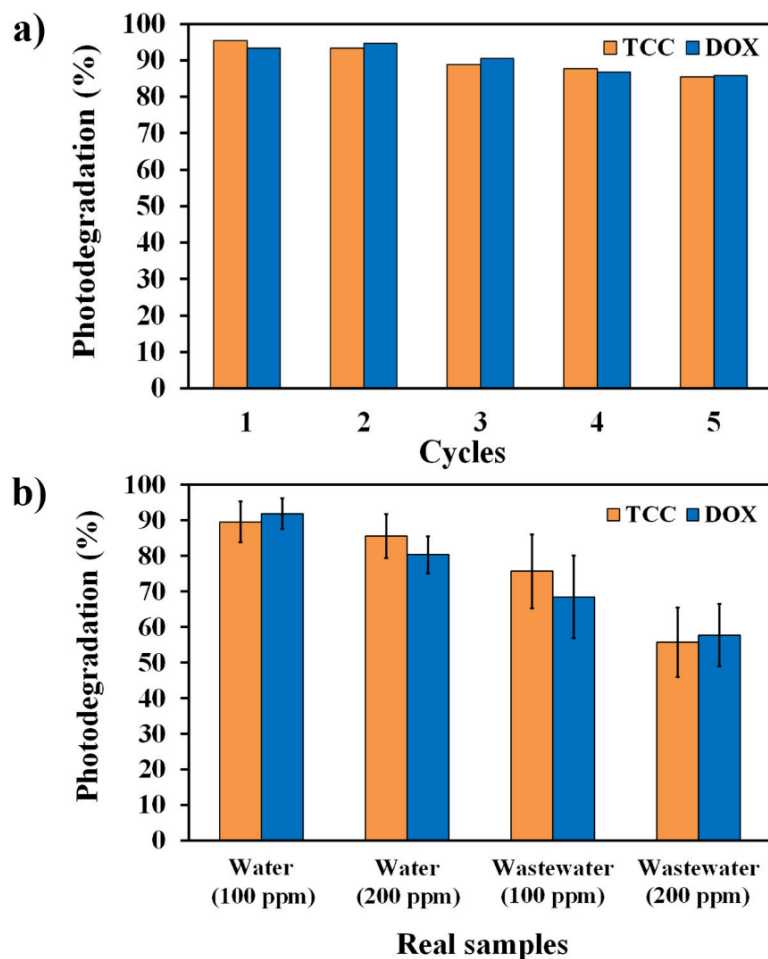 a)
Photodegradation (%)
100
90
80
70
60
50
40
30
20
10
0
TCC DOX
1 2 3 4 5
Cycles
b)
Photodegradation (%)
100
90
80
70
60
50
40
30
20
10
0
TCC DOX
Water Water Wastewater Wastewater
(100 ppm) (200 ppm) (100 ppm) (200 ppm)
Real samples